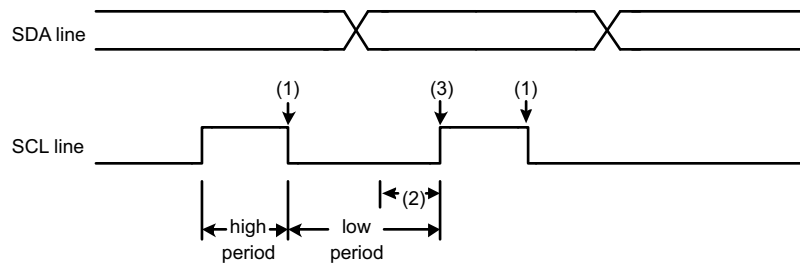 SDA line
(1) (3) (1)
SCL line
(2)
high low
period period